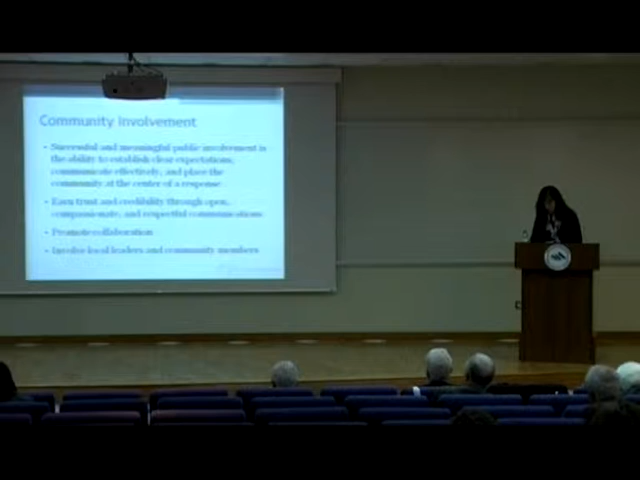 Community Involvement
• Successful and meaningful public involvement is
the ability to establish clear expectations,
communicate effectively, and place the
community at the center of a response
• Earn trust and credibility through open,
compassionate, and respectful communications
• Promote collaboration
• Involve local leaders and community members